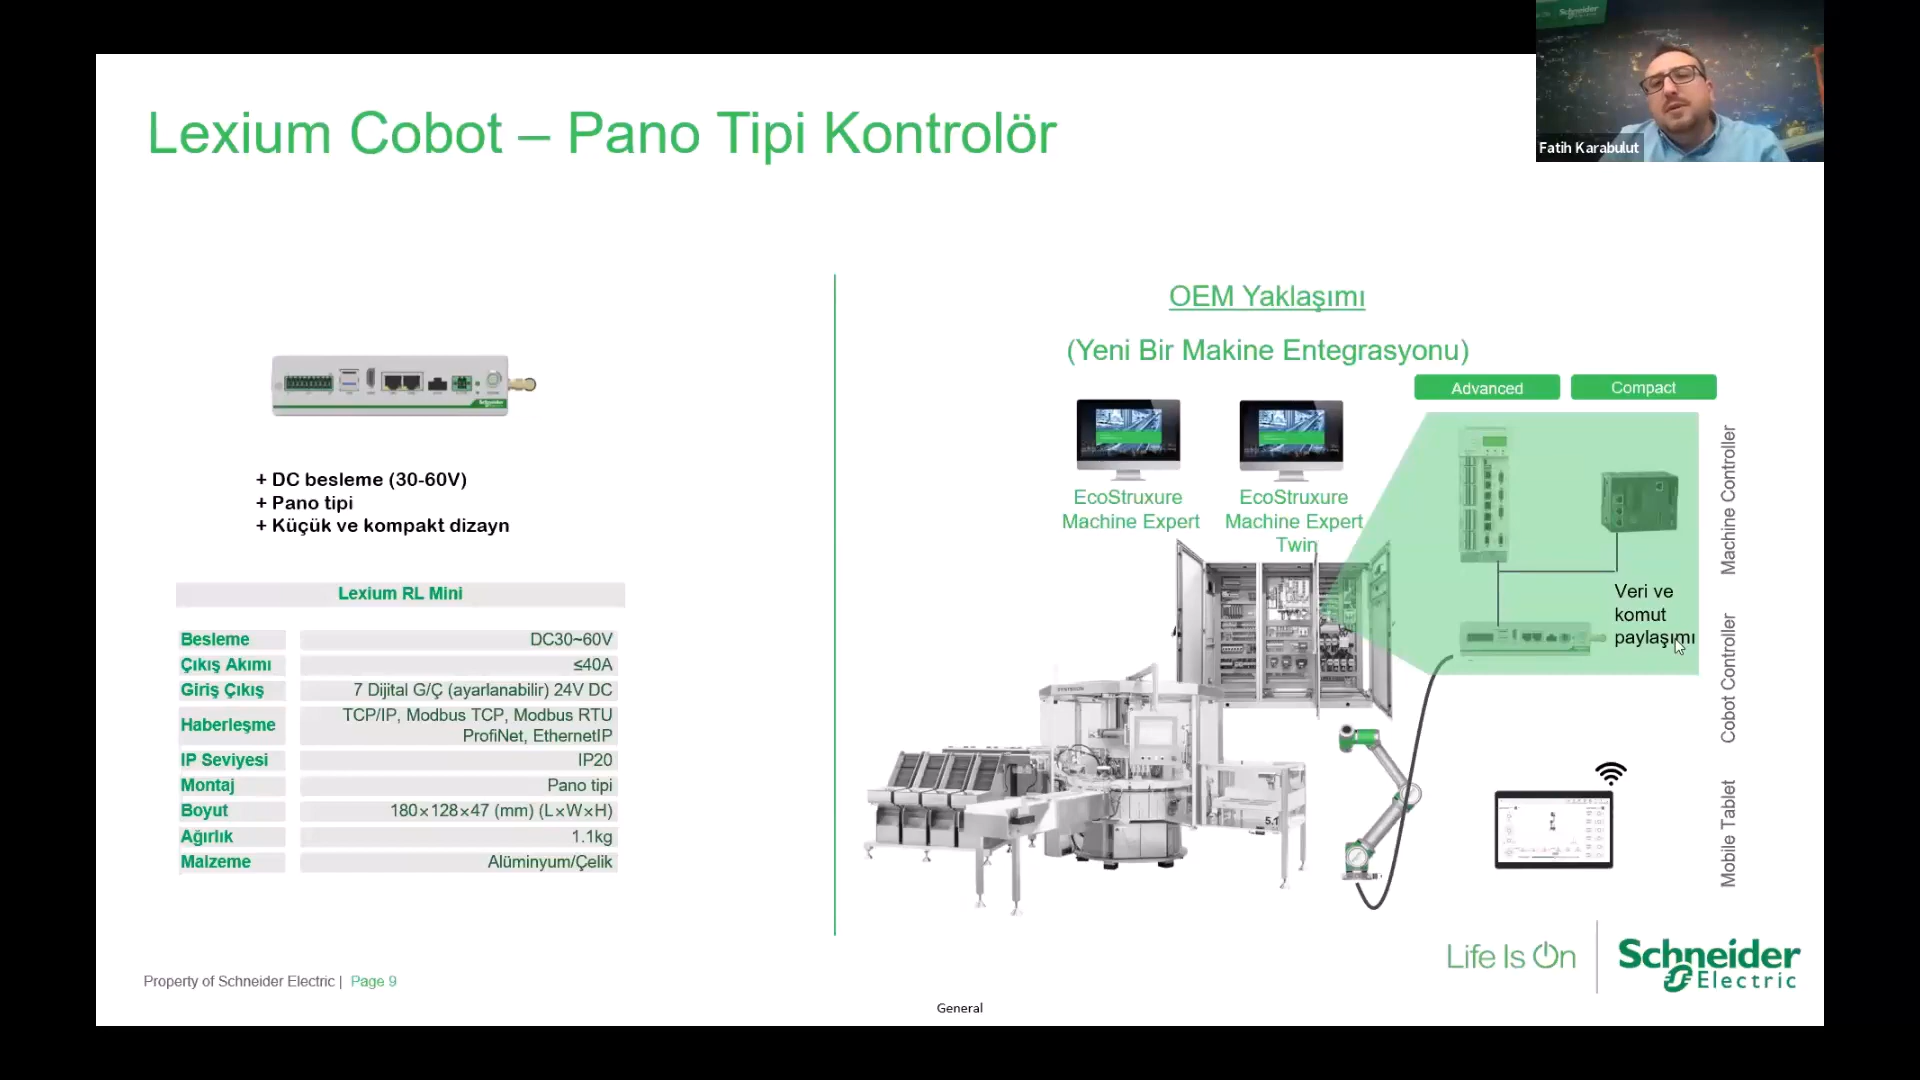 Schneider Electric
Fatih Karabulut
Lexium Cobot – Pano Tipi Kontrolör
+ DC besleme (30-60V)
+ Pano tipi
+ Küçük ve kompakt dizayn
Lexium RL Mini
Besleme DC30~60V
Çıkış Akımı ≤40A
Giriş Çıkış 7 Dijital G/Ç (ayarlanabilir) 24V DC
Haberleşme TCP/IP, Modbus TCP, Modbus RTU
ProfiNet, EthernetIP
IP Seviyesi IP20
Montaj Pano tipi
Boyut 180×128×47 (mm) (L×W×H)
Ağırlık 1.1kg
Malzeme Alüminyum/Çelik
OEM Yaklaşımı
(Yeni Bir Makine Entegrasyonu)
Advanced Compact
EcoStruxure
Machine Expert
EcoStruxure
Machine Expert
Twin
Veri ve
komut
paylaşımı
Machine Controller
Cobot Controller
Mobile Tablet
5.1
Property of Schneider Electric | Page 9
General
Life Is On
Schneider
Electric